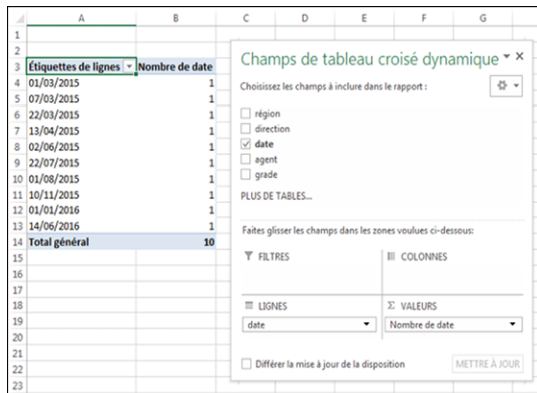 A B C D E F G
1
2
3 Étiquettes de lignes Nombre de date
4 01/03/2015 1
5 07/03/2015 1
6 22/03/2015 1
7 13/04/2015 1
8 02/06/2015 1
9 22/07/2015 1
10 01/08/2015 1
11 10/11/2015 1
12 01/01/2016 1
13 14/06/2016 1
14 Total général 10
15
16
17
18
19
20
21
22
23
Champs de tableau croisé dynamique
Choisissez les champs à inclure dans le rapport :
région
direction
date
agent
grade
PLUS DE TABLES...
Faites glisser les champs dans les zones voulues ci-dessous:
FILTRES
COLONNES
LIGNES
Σ VALEURS
date
Nombre de date
Différer la mise à jour de la disposition
METTRE À JOUR